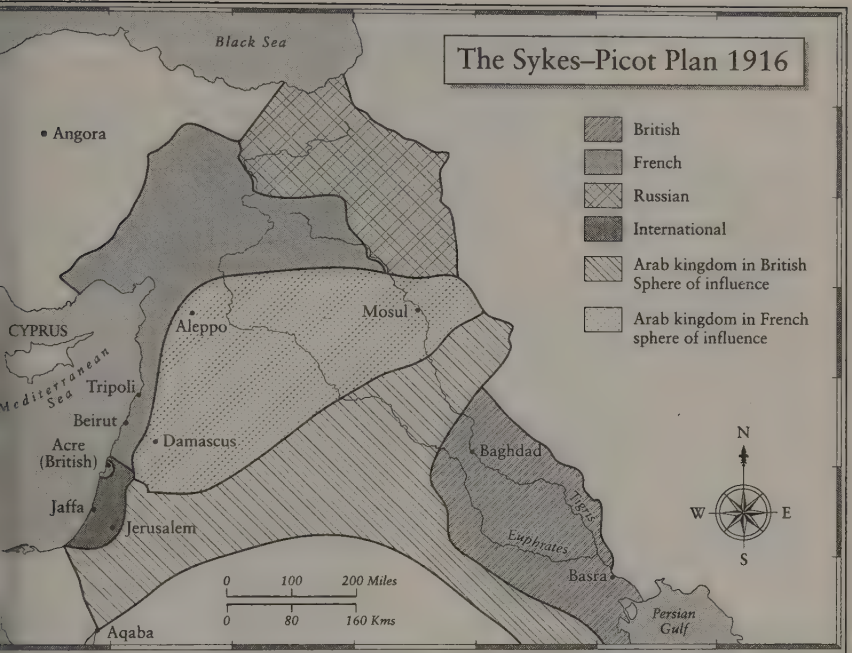 Black Sea
The Sykes–Picot Plan 1916
Angora
British
French
Russian
International
Arab kingdom in British
Sphere of influence
Arab kingdom in French
sphere of influence
CYPRUS
Mediterranean
Sea
Aleppo
Mosul
Tripoli
Beirut
Acre
(British)
Damascus
Baghdad
Jaffa
Jerusalem
Tigris
Euphrates
Basra
N
W
E
S
0 100 200 Miles
0 80 160 Kms
Persian
Gulf
Aqaba